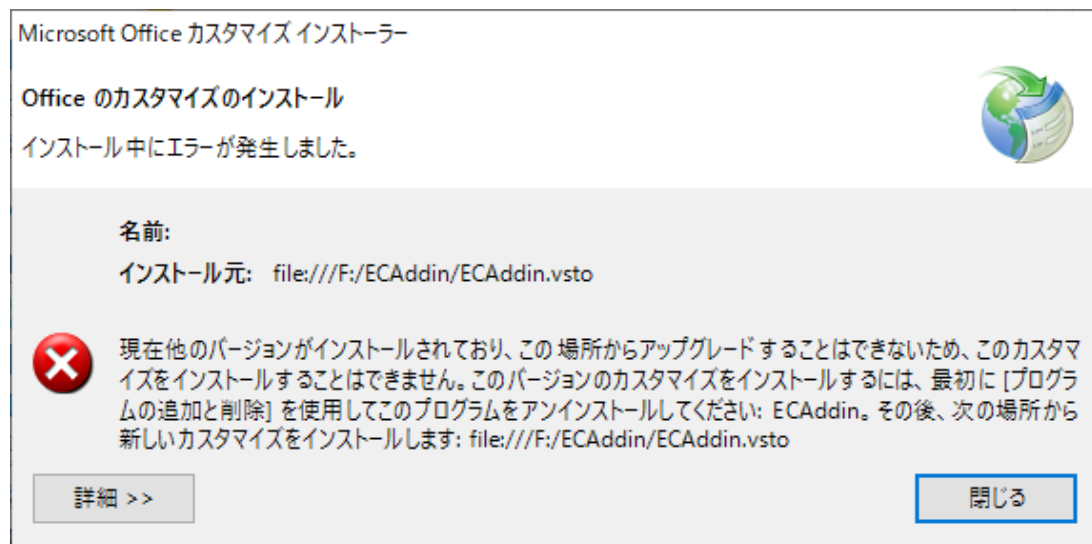 Microsoft Office カスタマイズ インストーラー
Office のカスタマイズのインストール
インストール中にエラーが発生しました。
名前:
インストール元: file:///F:/ECAddin/ECAddin.vsto
現在他のバージョンがインストールされており、この 場所からアップグレード することはできないため、このカスタマ
イズをインストールすることはできません。このバージョンのカスタマイズをインストールするには、最初に [プログラ
ムの追加と削除] を使用してこのプログラムをアンインストールしてください: ECAddin。その後、次の場所から
新しいカスタマイズをインストールします: file:///F:/ECAddin/ECAddin.vsto
詳細 >>
閉じる